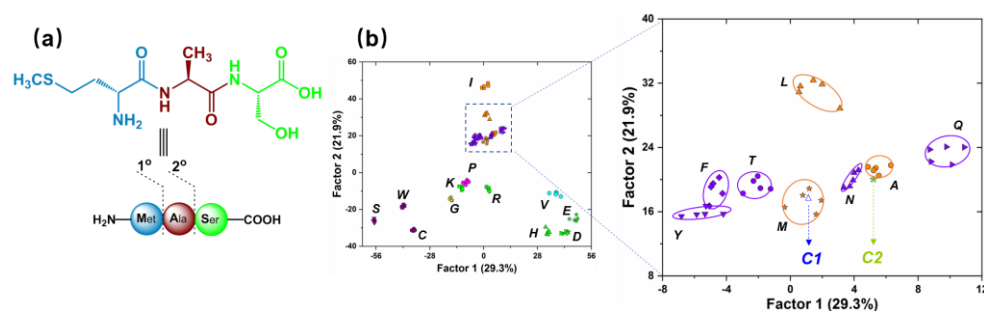 (a)
CH₃
O
H
N
O
H₃CS
N
H
OH
NH₂
O
OH
1º 2º
H₂N Met Ala Ser COOH
(b)
Factor 2 (21.9%)
60
40
20
0
-20
-40
I
P
K
G
R
W
S
C
V
E
H
D
-56 -28 0 28 56
Factor 1 (29.3%)
Factor 2 (21.9%)
40
32
24
16
8
L
Q
F
T
N
A
Y
M
C1
C2
-8 -4 0 4 8 12
Factor 1 (29.3%)